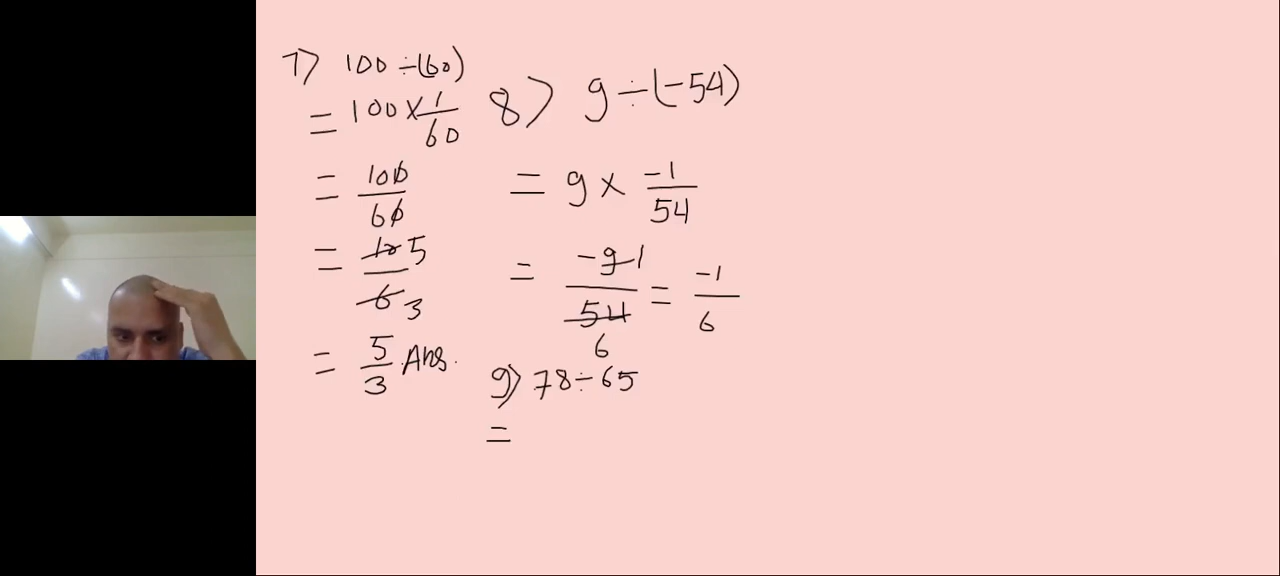 7) 100 ÷ (60)
= 100 × 1/60
= 100/60
= 10 5/6 3
= 5/3 Ans.
8) 9 ÷ (-54)
= 9 × -1/54
= -9 1/54 6 = -1/6
9) 78 ÷ 65
=